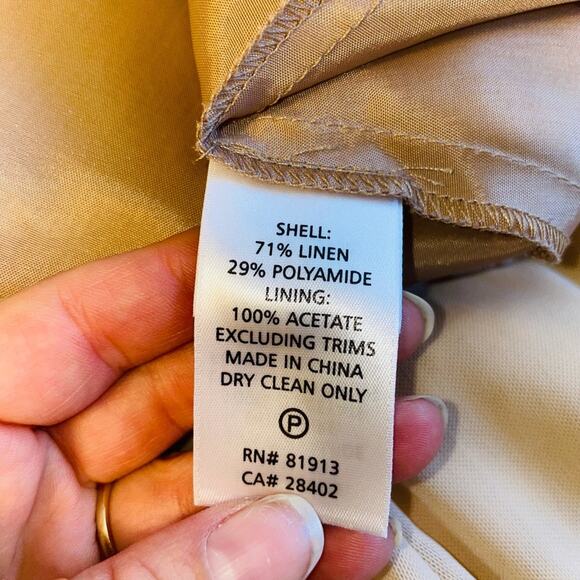 SHELL:
71% LINEN
29% POLYAMIDE
LINING:
100% ACETATE
EXCLUDING TRIMS
MADE IN CHINA
DRY CLEAN ONLY
P
RN# 81913
CA# 28402